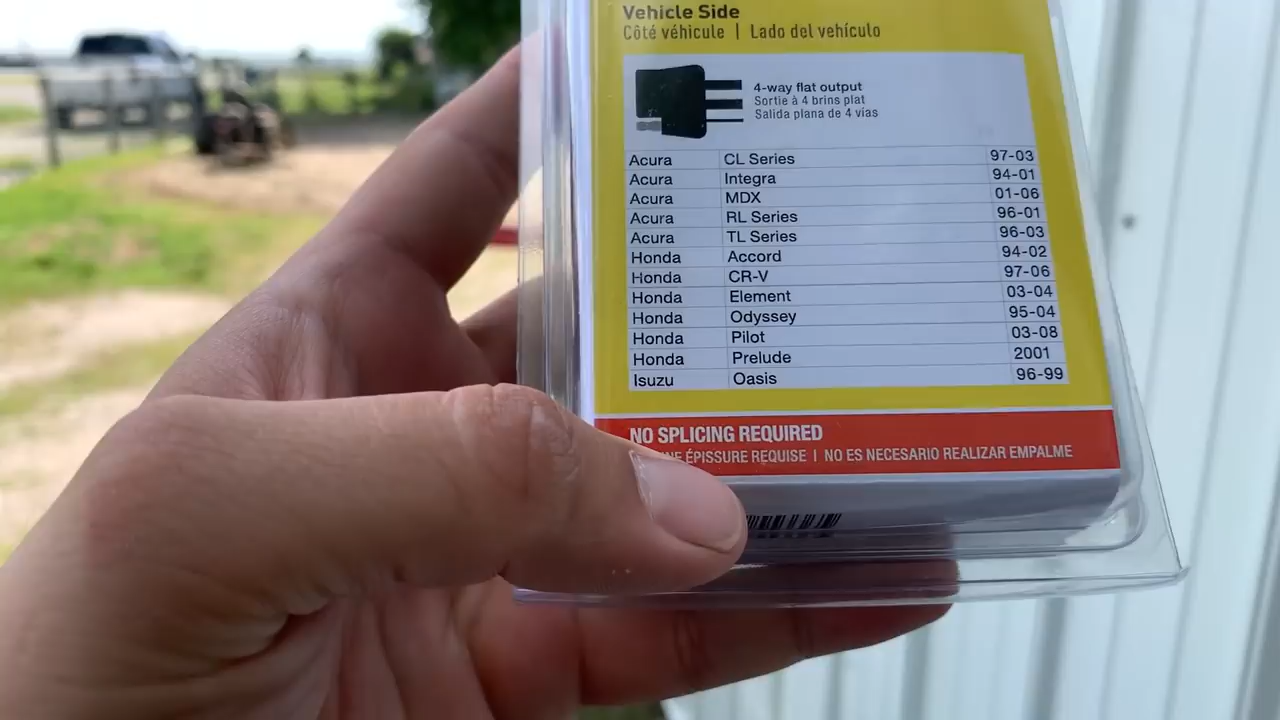 Vehicle Side
Côté véhicule | Lado del vehículo
4-way flat output
Sortie à 4 brins plat
Salida plana de 4 vías
Acura CL Series 97-03
Acura Integra 94-01
Acura MDX 01-06
Acura RL Series 96-01
Acura TL Series 96-03
Honda Accord 94-02
Honda CR-V 97-06
Honda Element 03-04
Honda Odyssey 95-04
Honda Pilot 03-08
Honda Prelude 2001
Isuzu Oasis 96-99
NO SPLICING REQUIRED
ÉPISSURE REQUISE | NO ES NECESARIO REALIZAR EMPALME